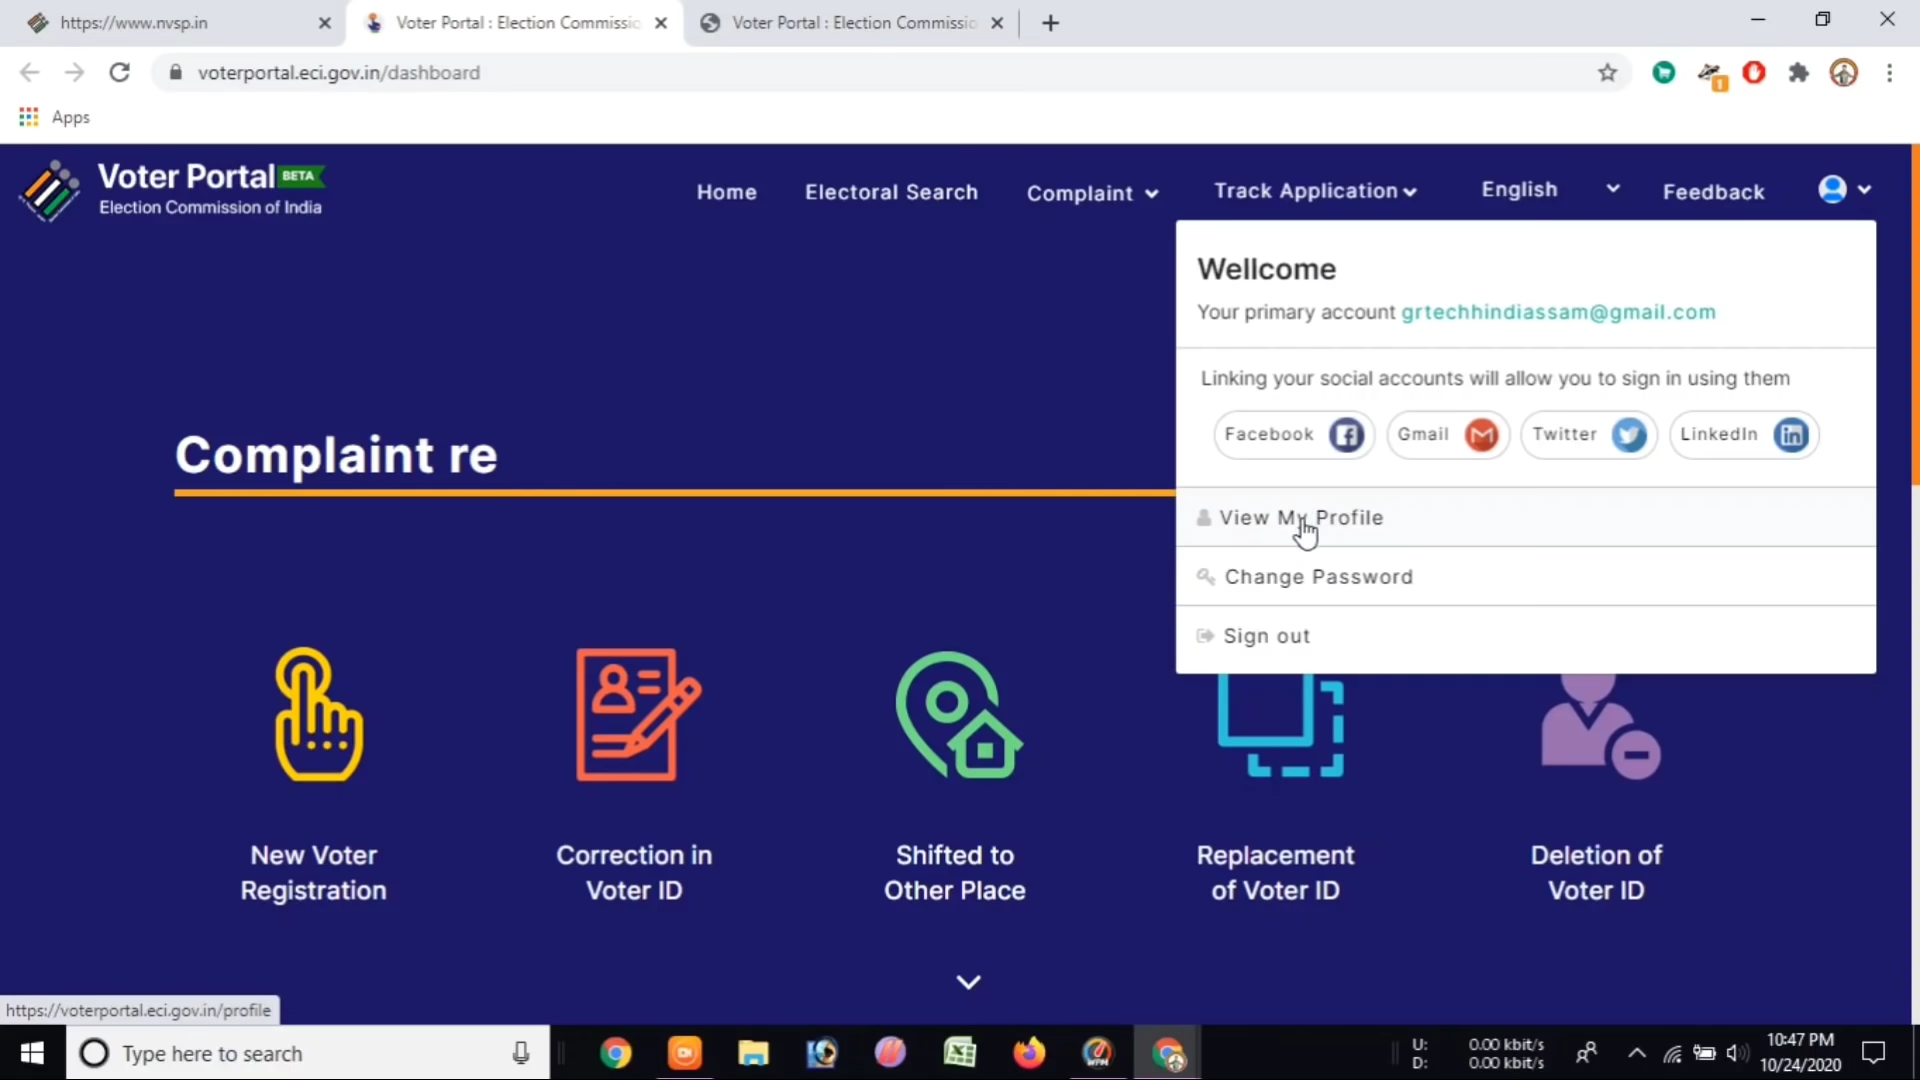 https://www.nvsp.in
Voter Portal : Election Commissio
Voter Portal : Election Commissio
voterportal.eci.gov.in/dashboard
1
Apps
Voter Portal BETA
Election Commission of India
Home
Electoral Search
Complaint
Track Application
English
Feedback
Wellcome
Your primary account grtechhindiassam@gmail.com
Linking your social accounts will allow you to sign in using them
Facebook
Gmail
Twitter
LinkedIn
View My Profile
Change Password
Sign out
Complaint re
New Voter
Registration
Correction in
Voter ID
Shifted to
Other Place
Replacement
of Voter ID
Deletion of
Voter ID
https://voterportal.eci.gov.in/profile
Type here to search
U: 0.00 kbit/s
D: 0.00 kbit/s
10:47 PM
10/24/2020